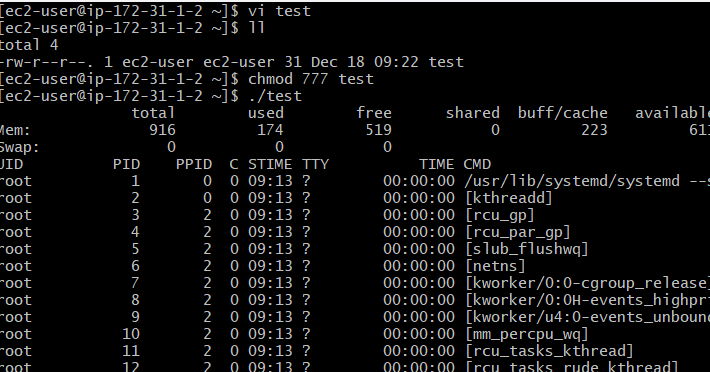 [ec2-user@ip-172-31-1-2 ~]$ vi test
[ec2-user@ip-172-31-1-2 ~]$ ll
total 4
-rw-r--r--. 1 ec2-user ec2-user 31 Dec 18 09:22 test
[ec2-user@ip-172-31-1-2 ~]$ chmod 777 test
[ec2-user@ip-172-31-1-2 ~]$ ./test
total used free shared buff/cache available
Mem: 916 174 519 0 223 611
Swap: 0 0 0
UID PID PPID C STIME TTY TIME CMD
root 1 0 0 09:13 ? 00:00:00 /usr/lib/systemd/systemd --s
root 2 0 0 09:13 ? 00:00:00 [kthreadd]
root 3 2 0 09:13 ? 00:00:00 [rcu_gp]
root 4 2 0 09:13 ? 00:00:00 [rcu_par_gp]
root 5 2 0 09:13 ? 00:00:00 [slub_flushwq]
root 6 2 0 09:13 ? 00:00:00 [netns]
root 7 2 0 09:13 ? 00:00:00 [kworker/0:0-cgroup_release]
root 8 2 0 09:13 ? 00:00:00 [kworker/0:0H-events_highpri
root 9 2 0 09:13 ? 00:00:00 [kworker/u4:0-events_unbound
root 10 2 0 09:13 ? 00:00:00 [mm_percpu_wq]
root 11 2 0 09:13 ? 00:00:00 [rcu_tasks_kthread]
root 12 2 0 09:13 ? 00:00:00 [rcu_tasks_rude_kthread]